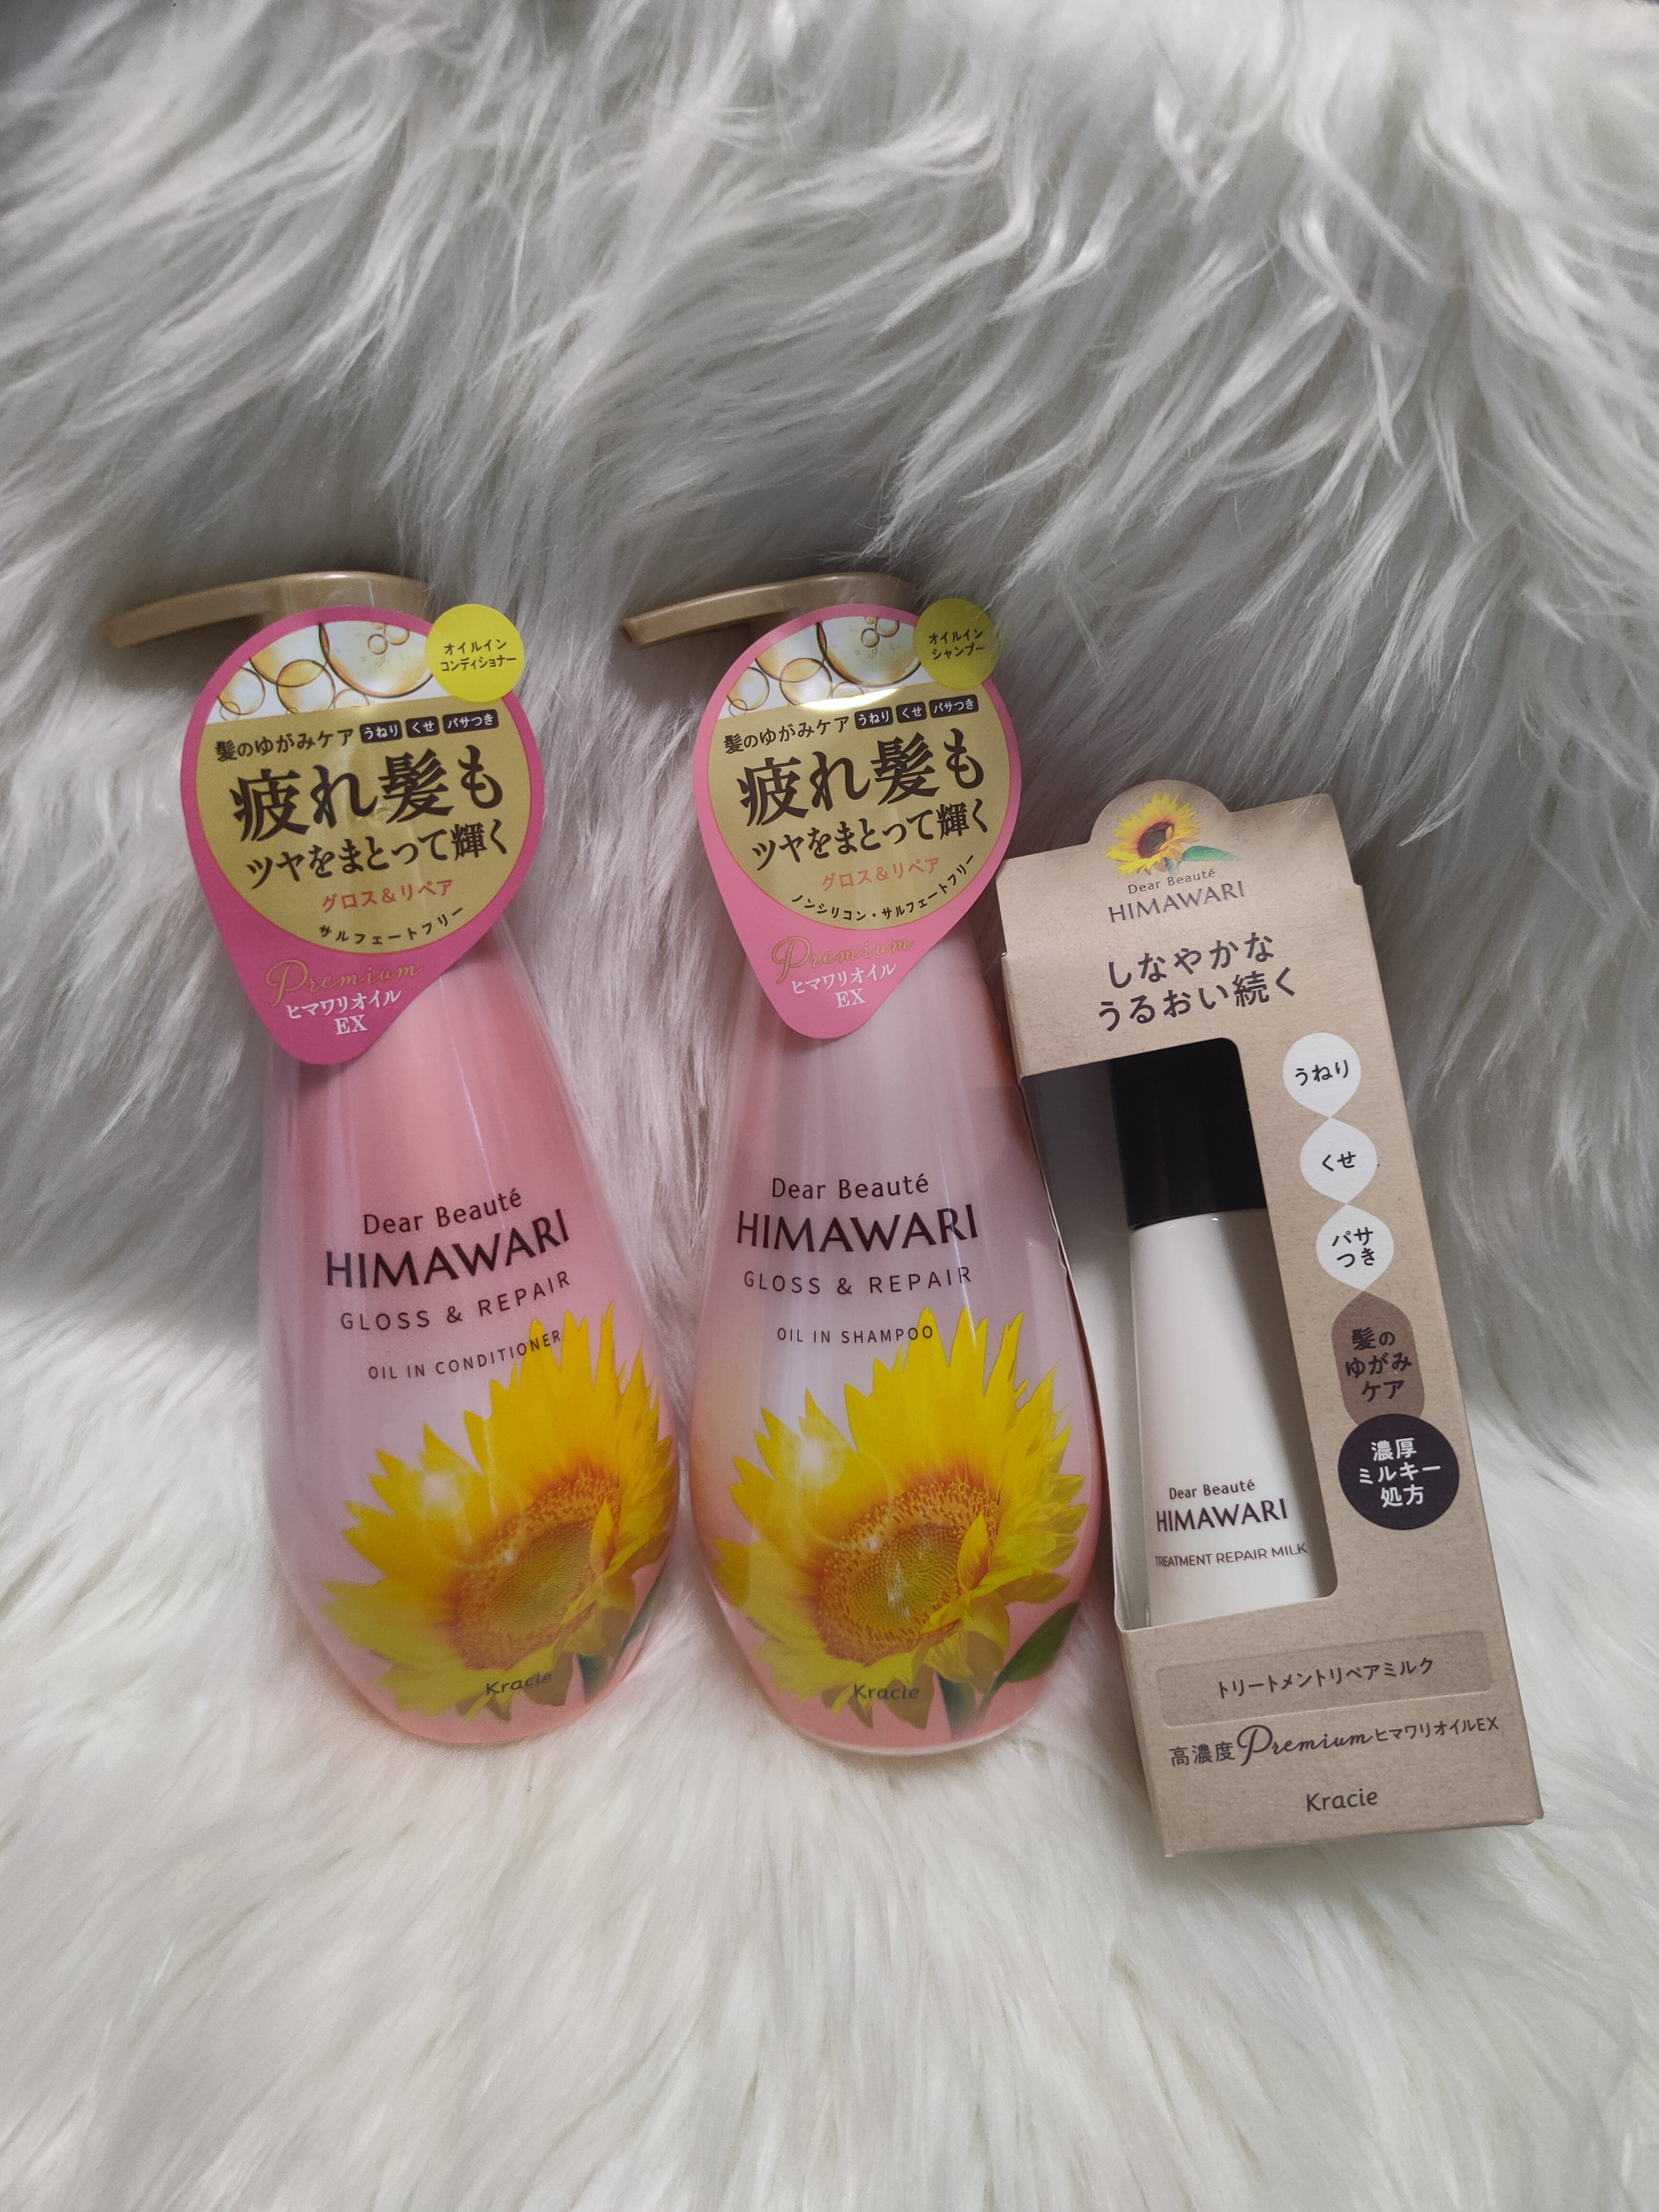 オイルイン
コンディショナー
髪のゆがみケア うねり くせ パサつき
疲れ髪も
ツヤをまとって輝く
グロス&リペア
サルフェートフリー
Premium
ヒマワリオイル
EX
Dear Beauté
HIMAWARI
GLOSS & REPAIR
OIL IN CONDITIONER
Kracie
オイルイン
シャンプー
髪のゆがみケア うねり くせ パサつき
疲れ髪も
ツヤをまとって輝く
グロス&リペア
ノンシリコン・サルフェートフリー
Premium
ヒマワリオイル
EX
Dear Beauté
HIMAWARI
GLOSS & REPAIR
OIL IN SHAMPOO
Kracie
Dear Beauté
HIMAWARI
しなやかな
うるおい続く
うねり
くせ
パサ
つき
髪の
ゆがみ
ケア
濃厚
ミルキー
処方
Dear Beauté
HIMAWARI
TREATMENT REPAIR MILK
トリートメントリペアミルク
高濃度PremiumヒマワリオイルEX
Kracie